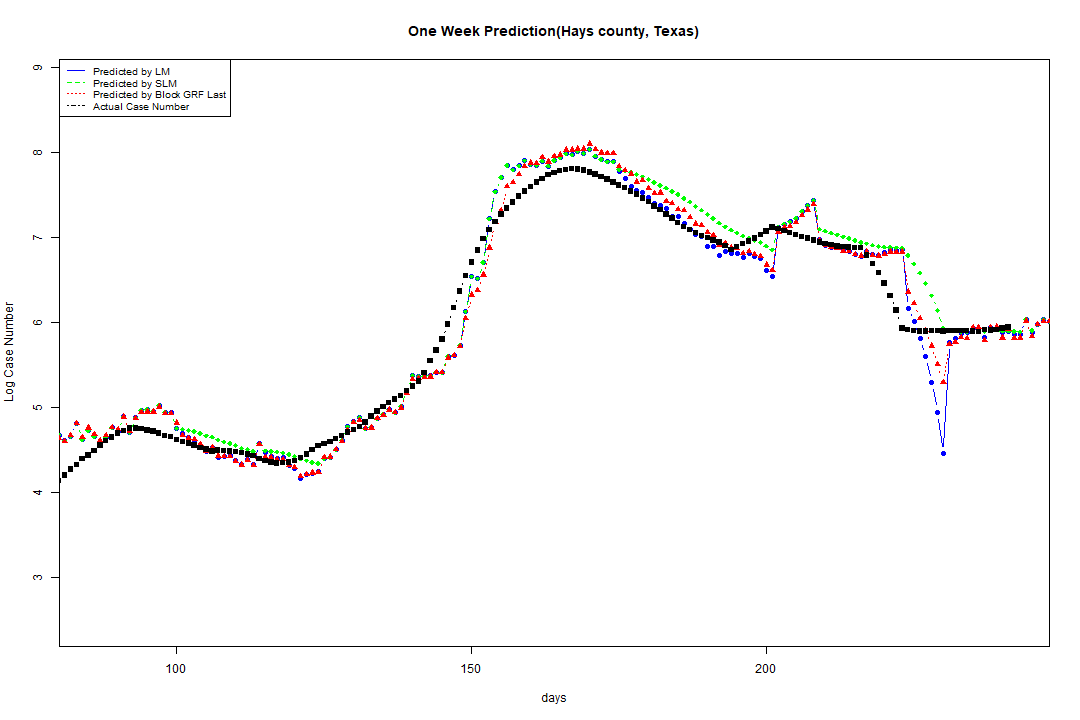 One Week Prediction(Hays county, Texas)
Predicted by LM
Predicted by SLM
Predicted by Block GRF Last
Actual Case Number
9
8
7
6
5
4
3
Log Case Number
100 150 200
days